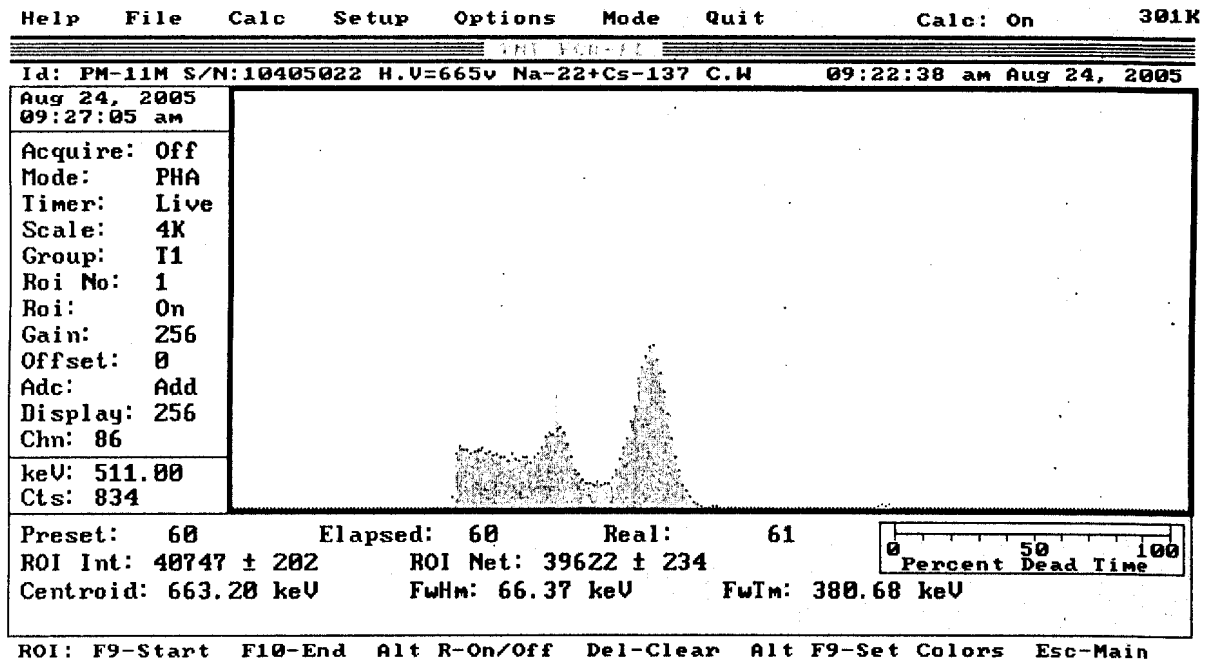 Help File Calc Setup Options Mode Quit Calc: On 301K
Id: PM-11M S/N:10405022 H.V=665v Na-22+Cs-137 C.W 09:22:38 am Aug 24, 2005
Aug 24, 2005
09:27:05 am
Acquire: Off
Mode: PHA
Timer: Live
Scale: 4K
Group: T1
Roi No: 1
Roi: On
Gain: 256
Offset: 0
Adc: Add
Display: 256
Chn: 86
keV: 511.00
Cts: 834
Preset: 60 Elapsed: 60 Real: 61
0 50 100
Percent Dead Time
ROI Int: 40747 ± 202 ROI Net: 39622 ± 234
Centroid: 663.20 keV FwHm: 66.37 keV FwTm: 380.68 keV
ROI: F9-Start F10-End Alt R-On/Off Del-Clear Alt F9-Set Colors Esc-Main